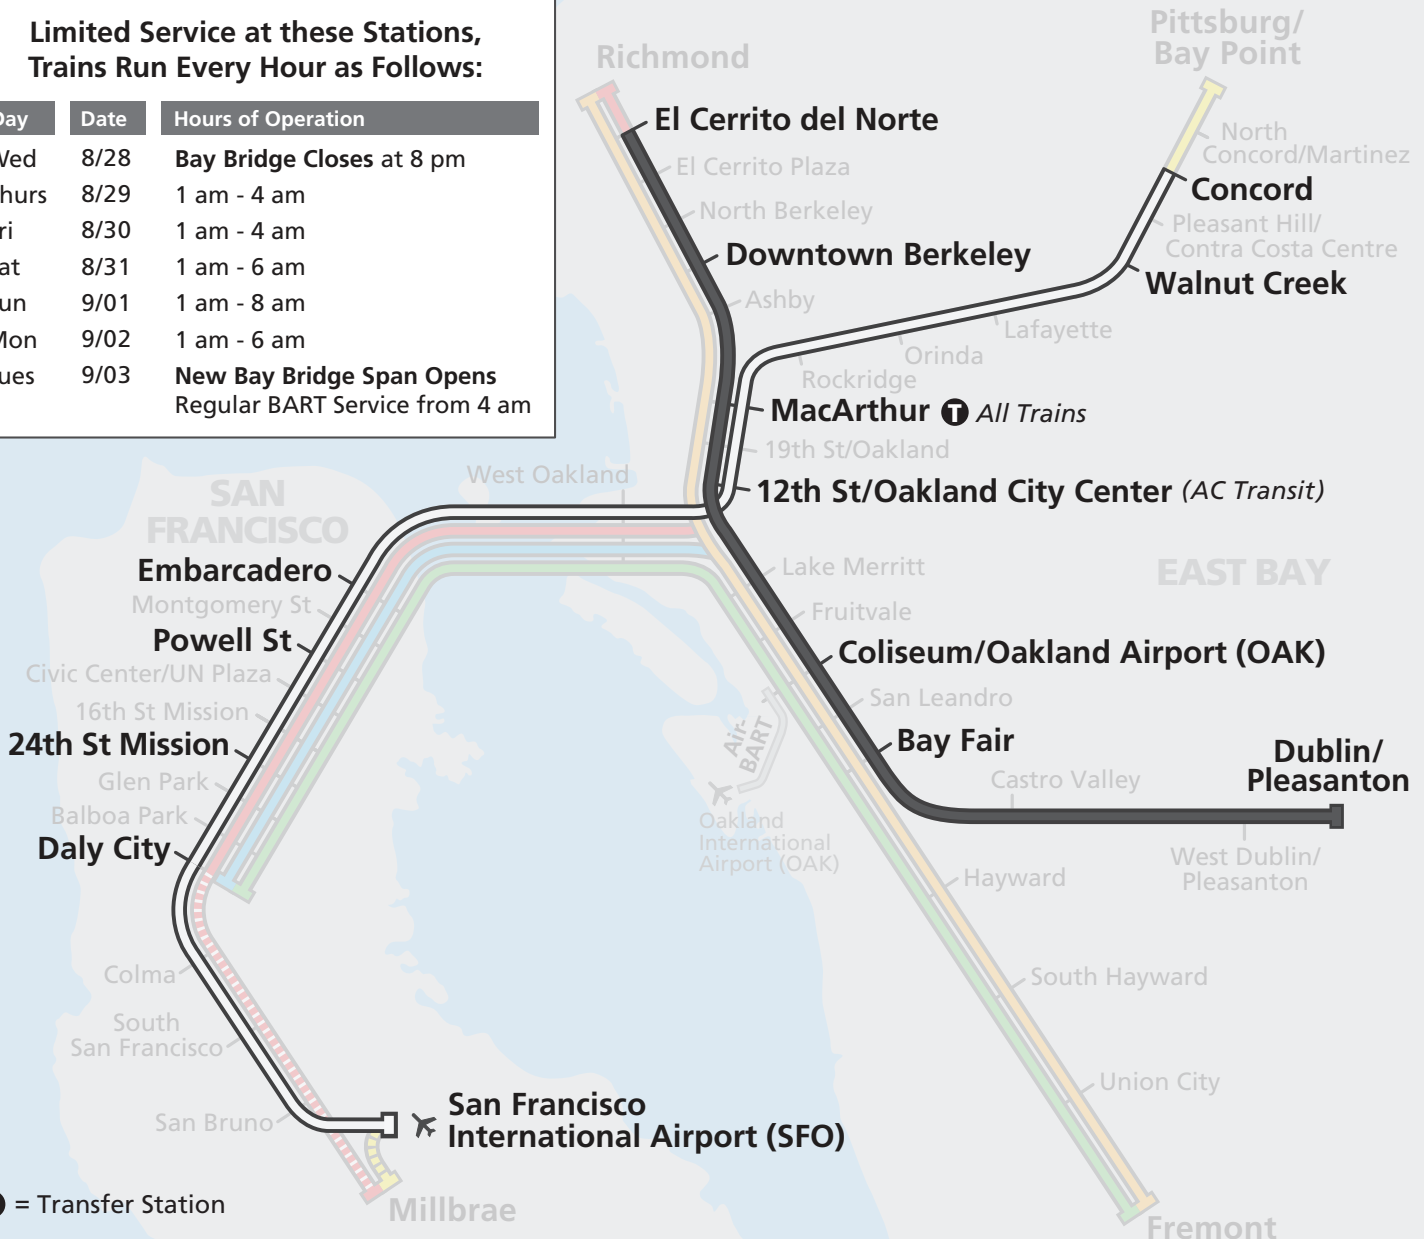 Limited Service at these Stations,
Trains Run Every Hour as Follows:
Day Date Hours of Operation
Wed 8/28 Bay Bridge Closes at 8 pm
hurs 8/29 1 am - 4 am
ri 8/30 1 am - 4 am
at 8/31 1 am - 6 am
un 9/01 1 am - 8 am
Mon 9/02 1 am - 6 am
ues 9/03 New Bay Bridge Span Opens
Regular BART Service from 4 am
Richmond
Pittsburg/
Bay Point
El Cerrito del Norte
North
Concord/Martinez
El Cerrito Plaza
Concord
North Berkeley
Pleasant Hill/
Contra Costa Centre
Downtown Berkeley
Walnut Creek
Ashby
Lafayette
Orinda
Rockridge
MacArthur T All Trains
19th St/Oakland
West Oakland
12th St/Oakland City Center (AC Transit)
SAN
FRANCISCO
Embarcadero
Lake Merritt
EAST BAY
Montgomery St
Fruitvale
Powell St
Coliseum/Oakland Airport (OAK)
Civic Center/UN Plaza
San Leandro
16th St Mission
24th St Mission
Air-
BART
Bay Fair
Dublin/
Pleasanton
Glen Park
Castro Valley
Balboa Park
Oakland
International
Airport (OAK)
Daly City
West Dublin/
Pleasanton
Hayward
Colma
South Hayward
South
San Francisco
Union City
San Bruno
San Francisco
International Airport (SFO)
= Transfer Station
Millbrae
Fremont